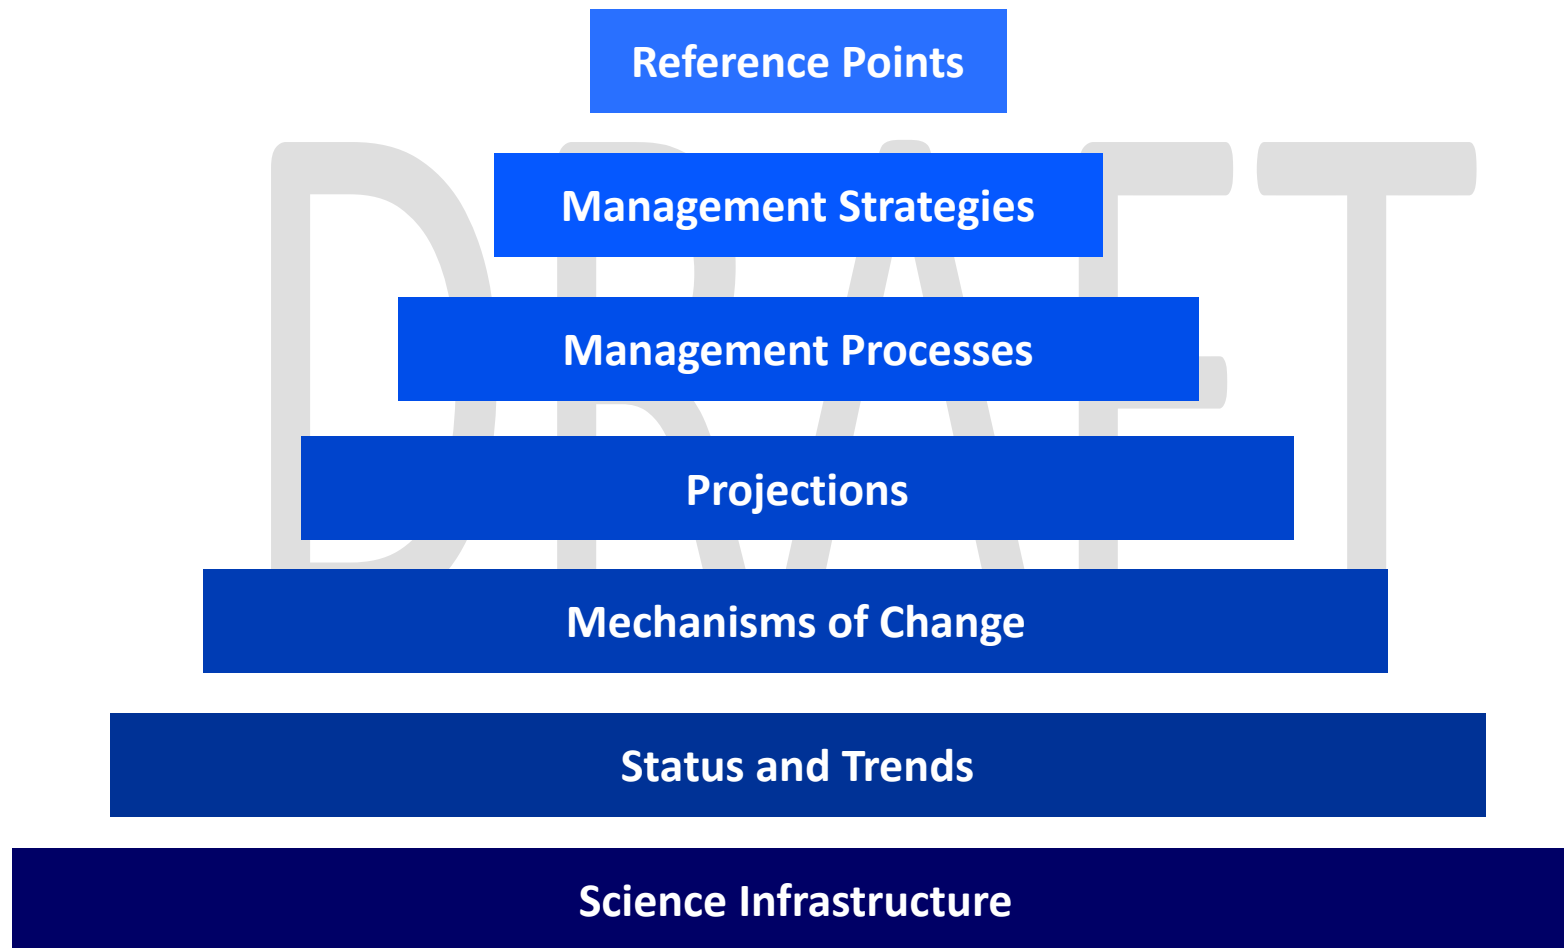 Reference Points
DRAFT
Management Strategies
Management Processes
Projections
Mechanisms of Change
Status and Trends
Science Infrastructure